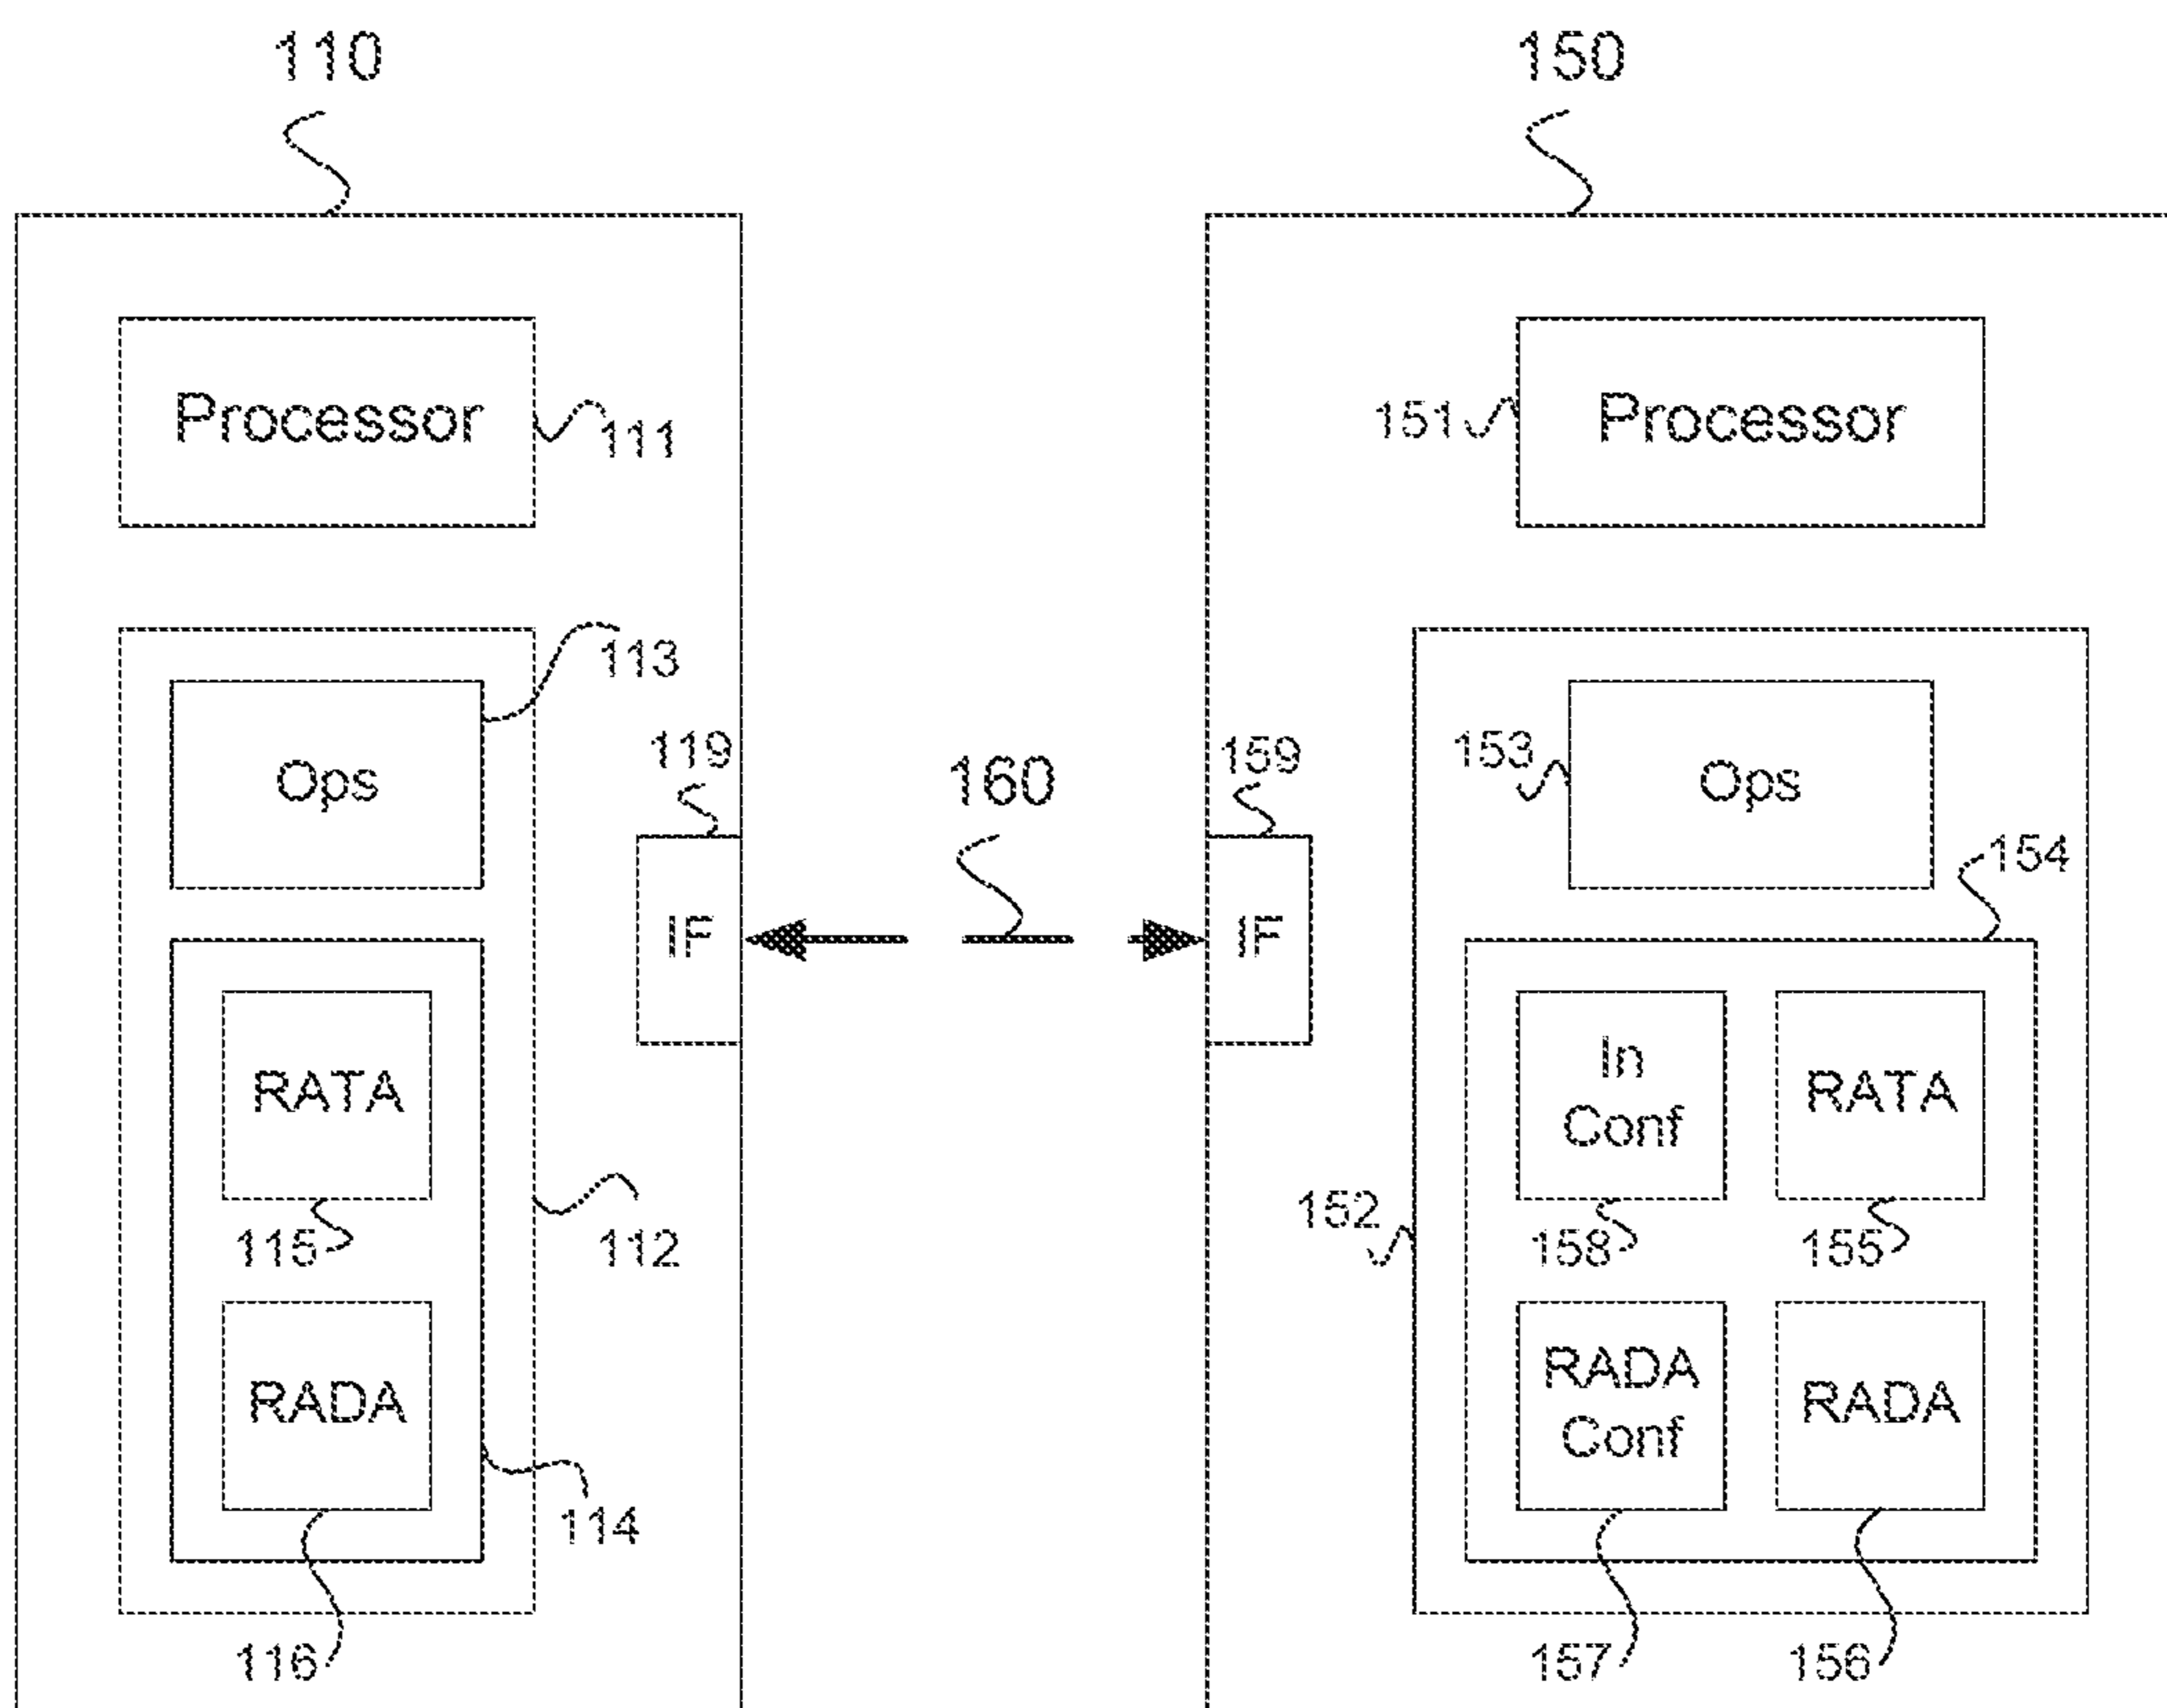 110
150
Processor
111
151
Processor
113
Ops
119
160
159
153
Ops
154
IF
IF
RATA
115
112
In
Conf
RATA
152
158
155
RADA
114
116
RADA
Conf
RADA
157
156